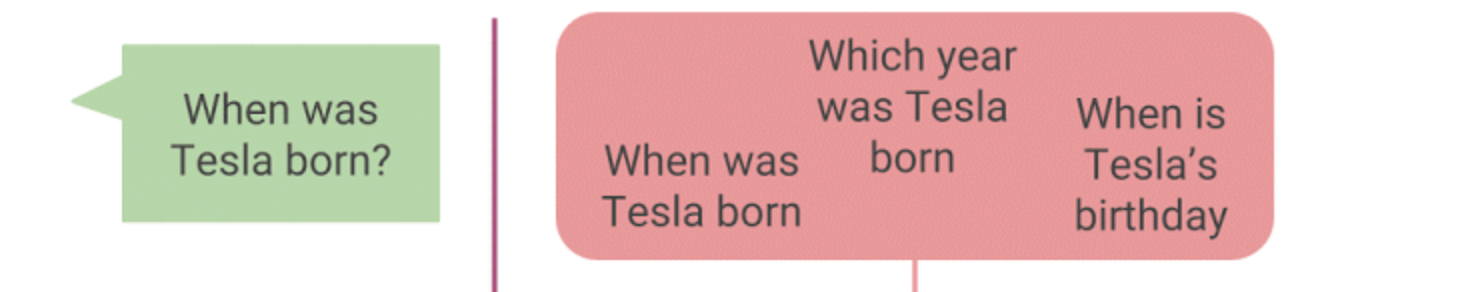 When was
Tesla born?
When was
Tesla born
Which year
was Tesla
born
When is
Tesla’s
birthday